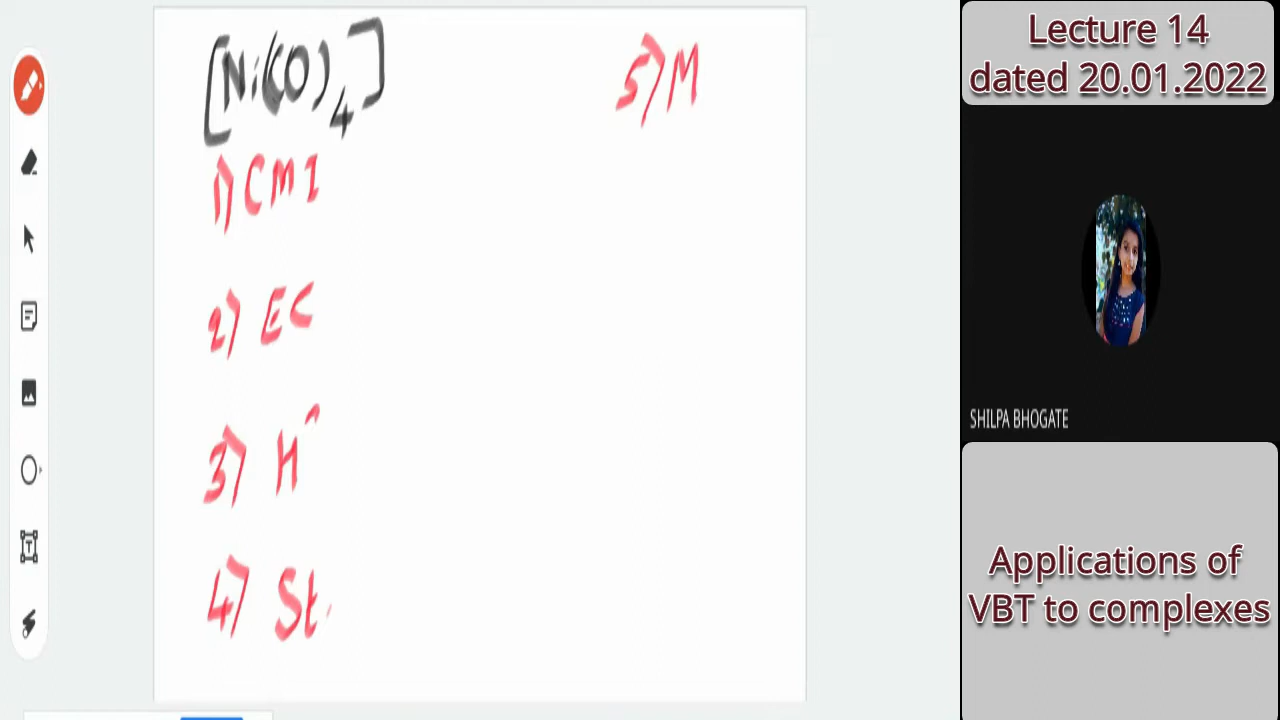 [Ni(CO)4]
1) CMI
2) EC
3) H^
4) St.
5) M
Lecture 14
dated 20.01.2022
SHILPA BHOGATE
Applications of
VBT to complexes